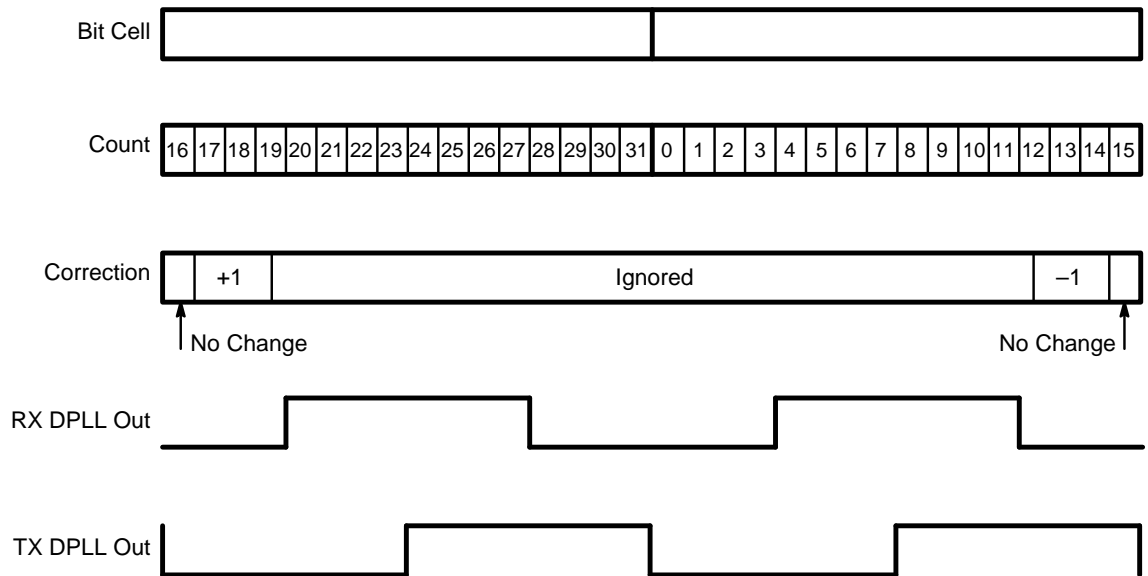 Bit Cell
Count 16 17 18 19 20 21 22 23 24 25 26 27 28 29 30 31 0 1 2 3 4 5 6 7 8 9 10 11 12 13 14 15
Correction +1 Ignored –1
No Change No Change
RX DPLL Out
TX DPLL Out